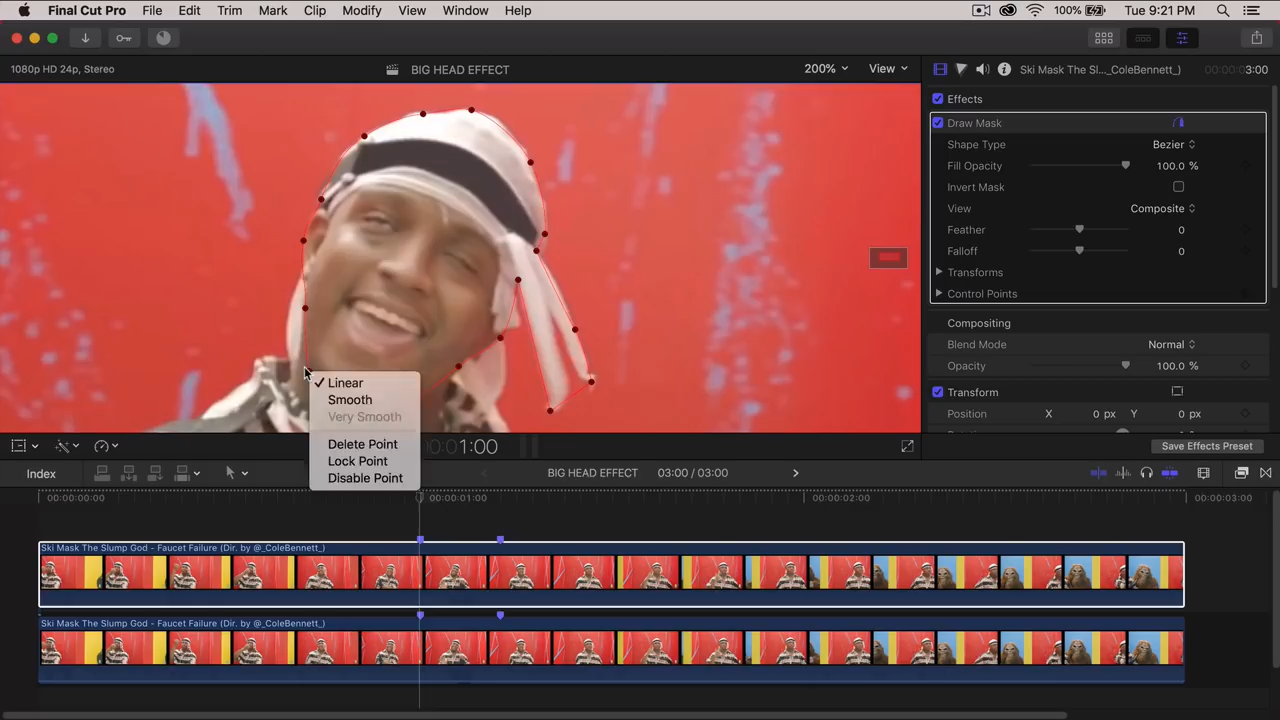 Final Cut Pro File Edit Trim Mark Clip Modify View Window Help 100% Tue 9:21 PM
1080p HD 24p, Stereo BIG HEAD EFFECT 200% View Ski Mask The Sl..._ColeBennett_) 00:00:03:00
Effects
Draw Mask
Shape Type Bezier
Fill Opacity 100.0 %
Invert Mask
View Composite
Feather 0
Falloff 0
Transforms
Control Points
Compositing
Blend Mode Normal
Opacity 100.0 %
Transform
Position X 0 px Y 0 px
Linear
Smooth
Very Smooth
Delete Point
Lock Point
Disable Point
1:00
Save Effects Preset
Index BIG HEAD EFFECT 03:00 / 03:00
00:00:00:00 00:00:01:00 00:00:02:00 00:00:03:00
Ski Mask The Slump God - Faucet Failure (Dir. by @_ColeBennett_)
Ski Mask The Slump God - Faucet Failure (Dir. by @_ColeBennett_)